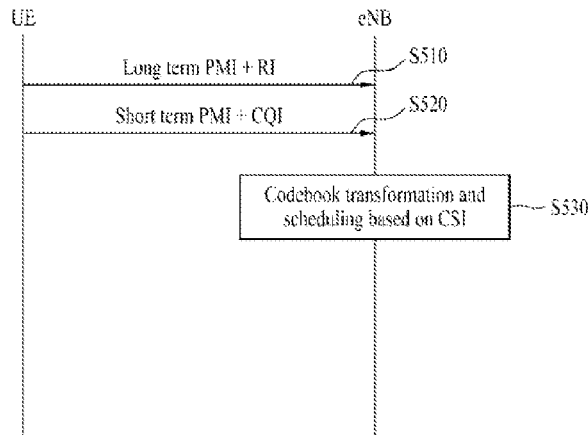 UE
eNB
Long term PMI + RI
S510
Short term PMI + CQI
S520
Codebook transformation and
scheduling based on CSI
S530